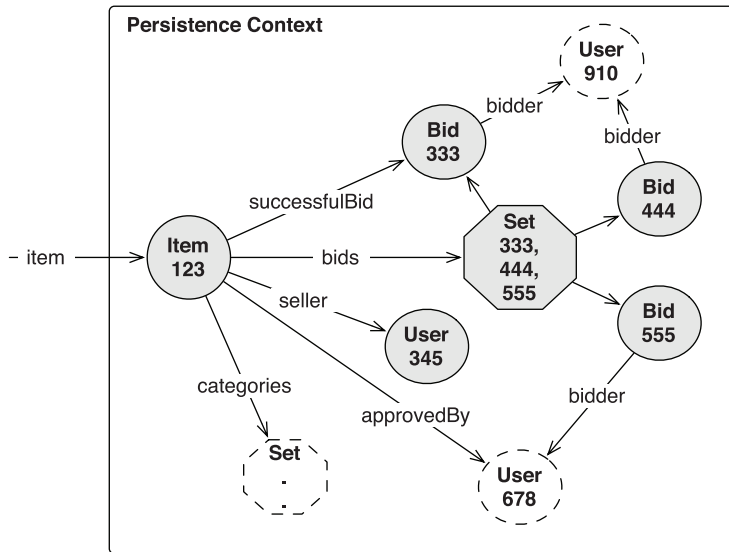 Persistence Context
User
910
bidder
Bid
333
bidder
successfulBid
Bid
444
Item
123
item
bids
Set
333,
444,
555
seller
User
345
Bid
555
categories
approvedBy
bidder
Set
.
.
User
678